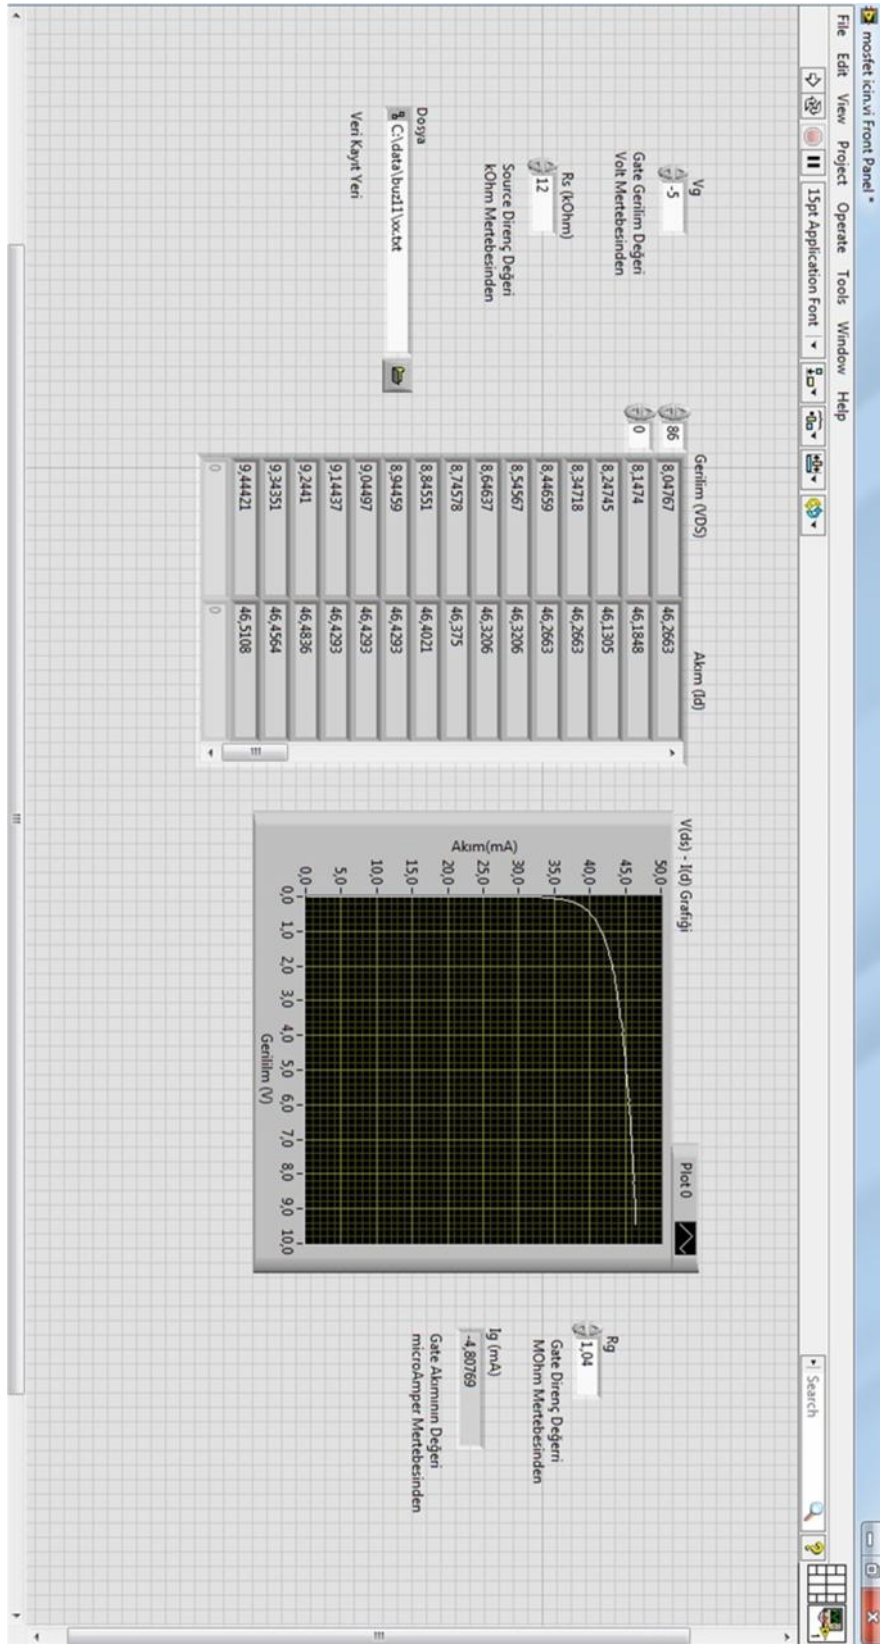 mosfet icin.vi Front Panel *
File Edit View Project Operate Tools Window Help
15pt Application Font
Search
1
Vg
-5
Gate Gerilim Değeri
Volt Mertebesinden
Rs (kOhm)
12
Source Direnç Değeri
kOhm Mertebesinden
Dosya
C:\data\buz11\xx.txt
Veri Kayıt Yeri
Gerilim (VDS) Akım (Id)
86
0
8,04767 46,2663
8,1474 46,1848
8,24745 46,1305
8,34718 46,2663
8,44659 46,2663
8,54567 46,3206
8,64637 46,3206
8,74578 46,375
8,84551 46,4021
8,94459 46,4293
9,04497 46,4293
9,14437 46,4293
9,2441 46,4836
9,34351 46,4564
9,44421 46,5108
0 0
V(ds) - I(d) Grafiği
Plot 0
Akım(mA)
50,0
45,0
40,0
35,0
30,0
25,0
20,0
15,0
10,0
5,0
0,0
0,0 1,0 2,0 3,0 4,0 5,0 6,0 7,0 8,0 9,0 10,0
Gerililm (V)
Rg
1,04
Gate Direnç Değerri
MOhm Mertebesinden
Ig (mA)
-4,80769
Gate Akımının Değeri
microAmper Mertebesinden